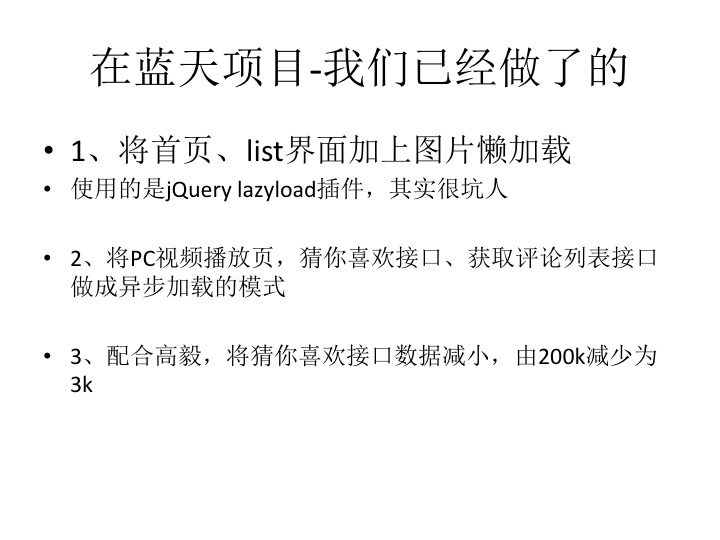 在蓝天项目-我们已经做了的
• 1、将首页、list界面加上图片懒加载
• 使用的是jQuery lazyload插件，其实很坑人
• 2、将PC视频播放页，猜你喜欢接口、获取评论列表接口
做成异步加载的模式
• 3、配合高毅，将猜你喜欢接口数据减小，由200k减少为
3k